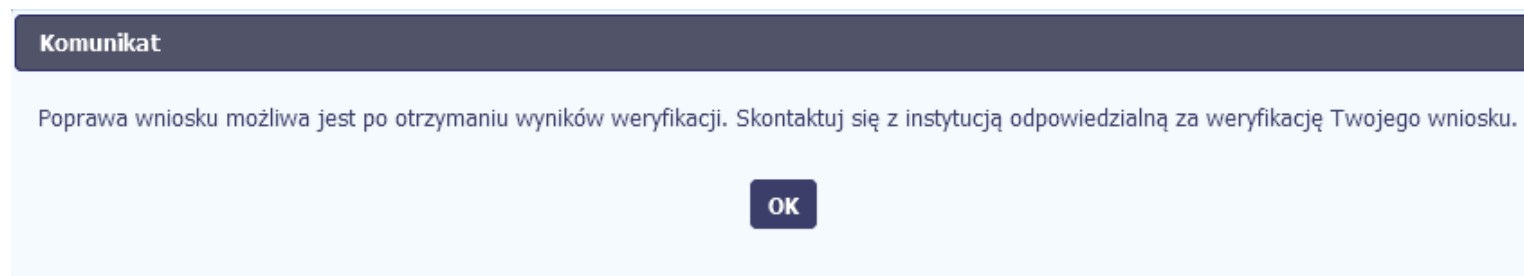 Komunikat
Poprawa wniosku możliwa jest po otrzymaniu wyników weryfikacji. Skontaktuj się z instytucją odpowiedzialną za weryfikację Twojego wniosku.
OK